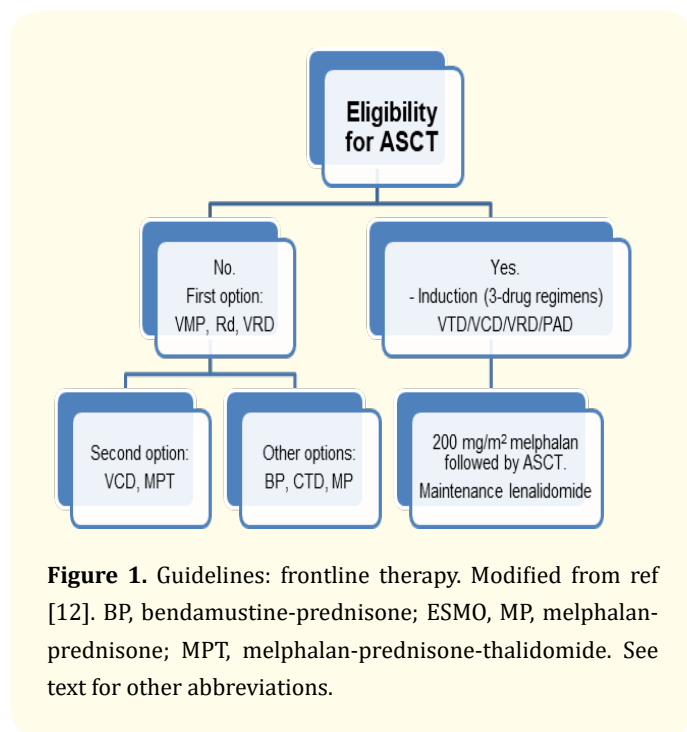 Eligibility
for ASCT
No.
First option:
VMP, Rd, VRD
Yes.
- Induction (3-drug regimens)
VTD/VCD/VRD/PAD
Second option:
VCD, MPT
Other options:
BP, CTD, MP
200 mg/m² melphalan
followed by ASCT.
Maintenance lenalidomide
Figure 1. Guidelines: frontline therapy. Modified from ref
[12]. BP, bendamustine-prednisone; ESMO, MP, melphalan-
prednisone; MPT, melphalan-prednisone-thalidomide. See
text for other abbreviations.